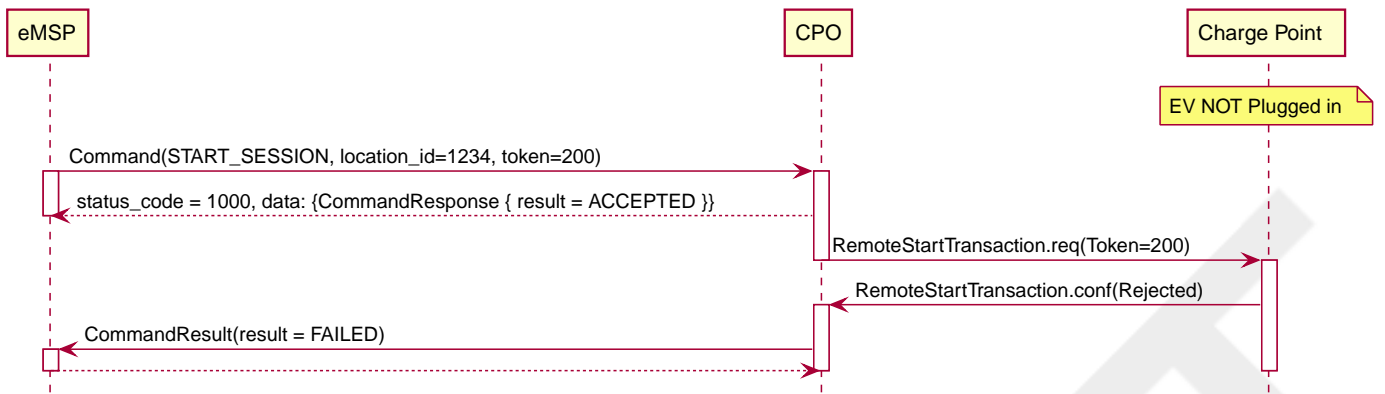 eMSP
CPO
Charge Point
EV NOT Plugged in
Command(START_SESSION, location_id=1234, token=200)
status_code = 1000, data: {CommandResponse { result = ACCEPTED }}
RemoteStartTransaction.req(Token=200)
RemoteStartTransaction.conf(Rejected)
CommandResult(result = FAILED)